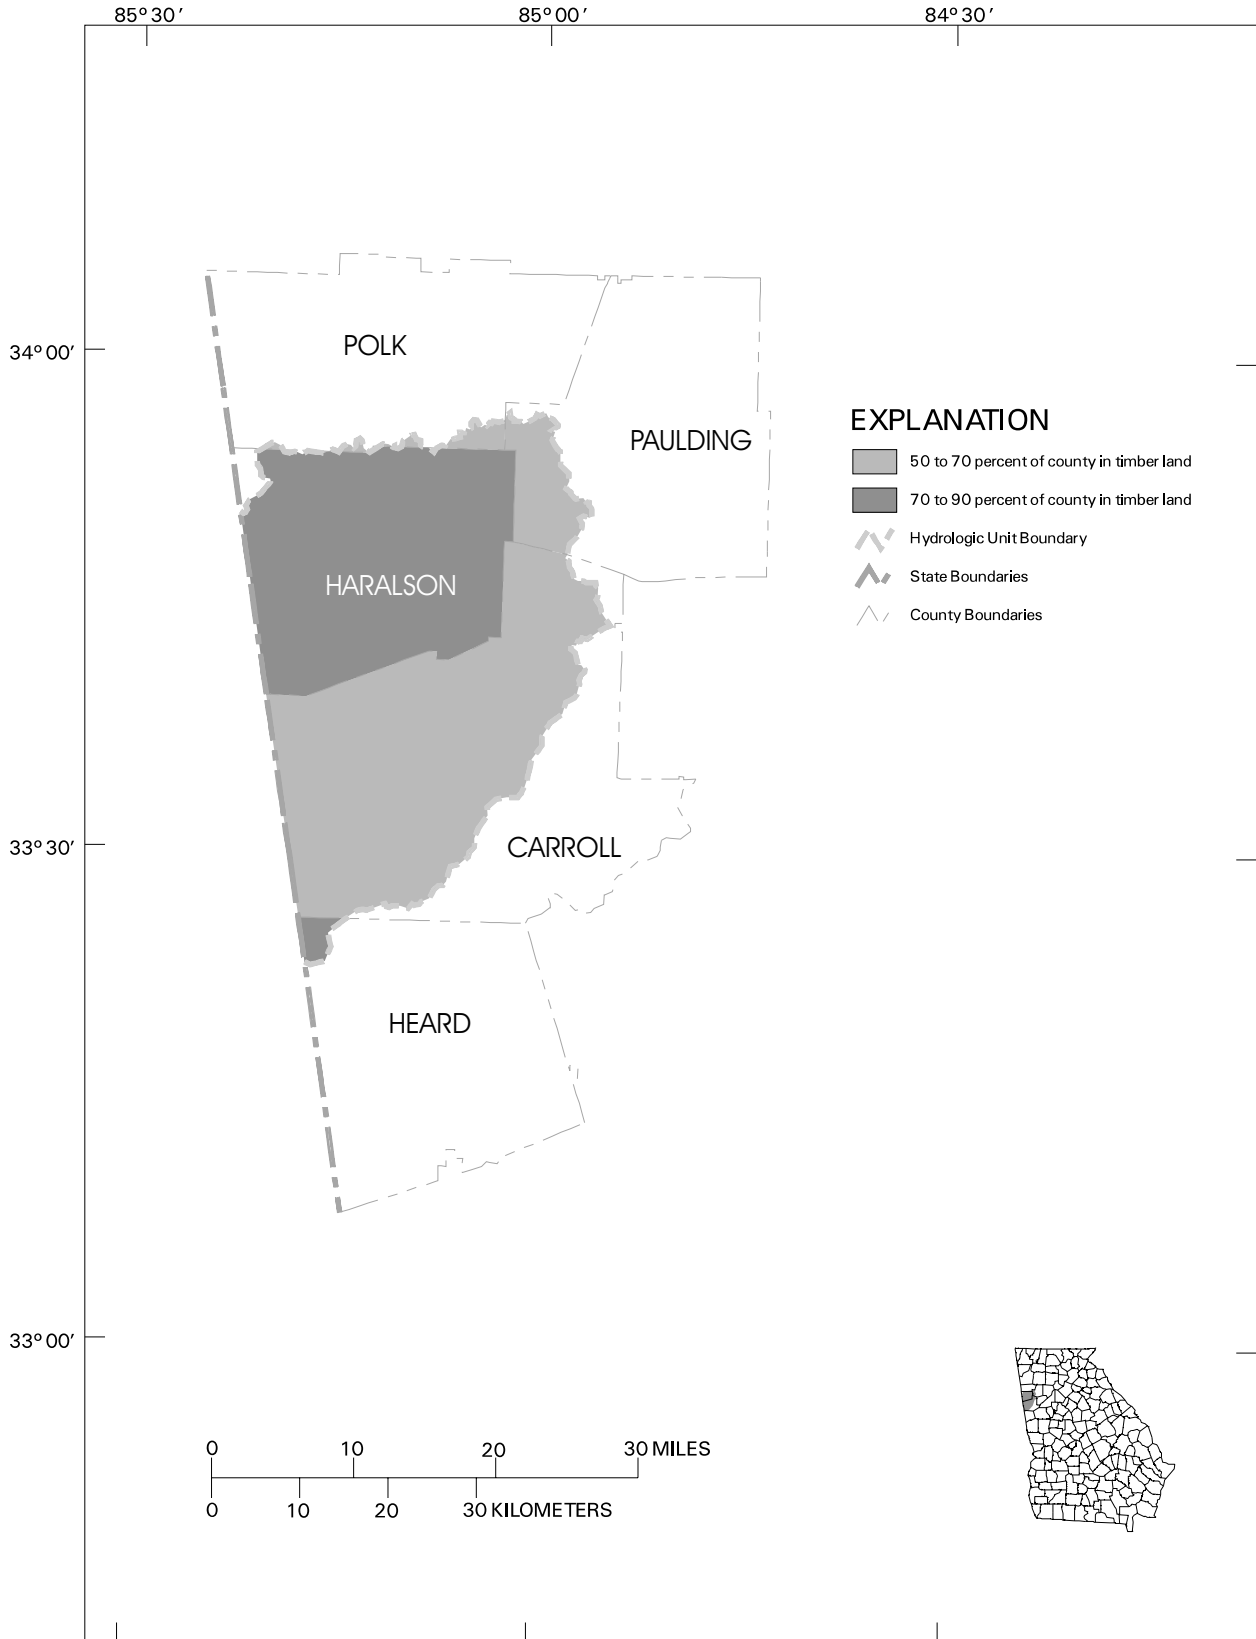 85° 30′ 85° 00′ 84° 30′
POLK
34° 00′
EXPLANATION
PAULDING
50 to 70 percent of county in timber land
70 to 90 percent of county in timber land
Hydrologic Unit Boundary
HARALSON
State Boundaries
County Boundaries
33° 30′
CARROLL
HEARD
33° 00′
0 10 20 30 MILES
0 10 20 30 KILOMETERS